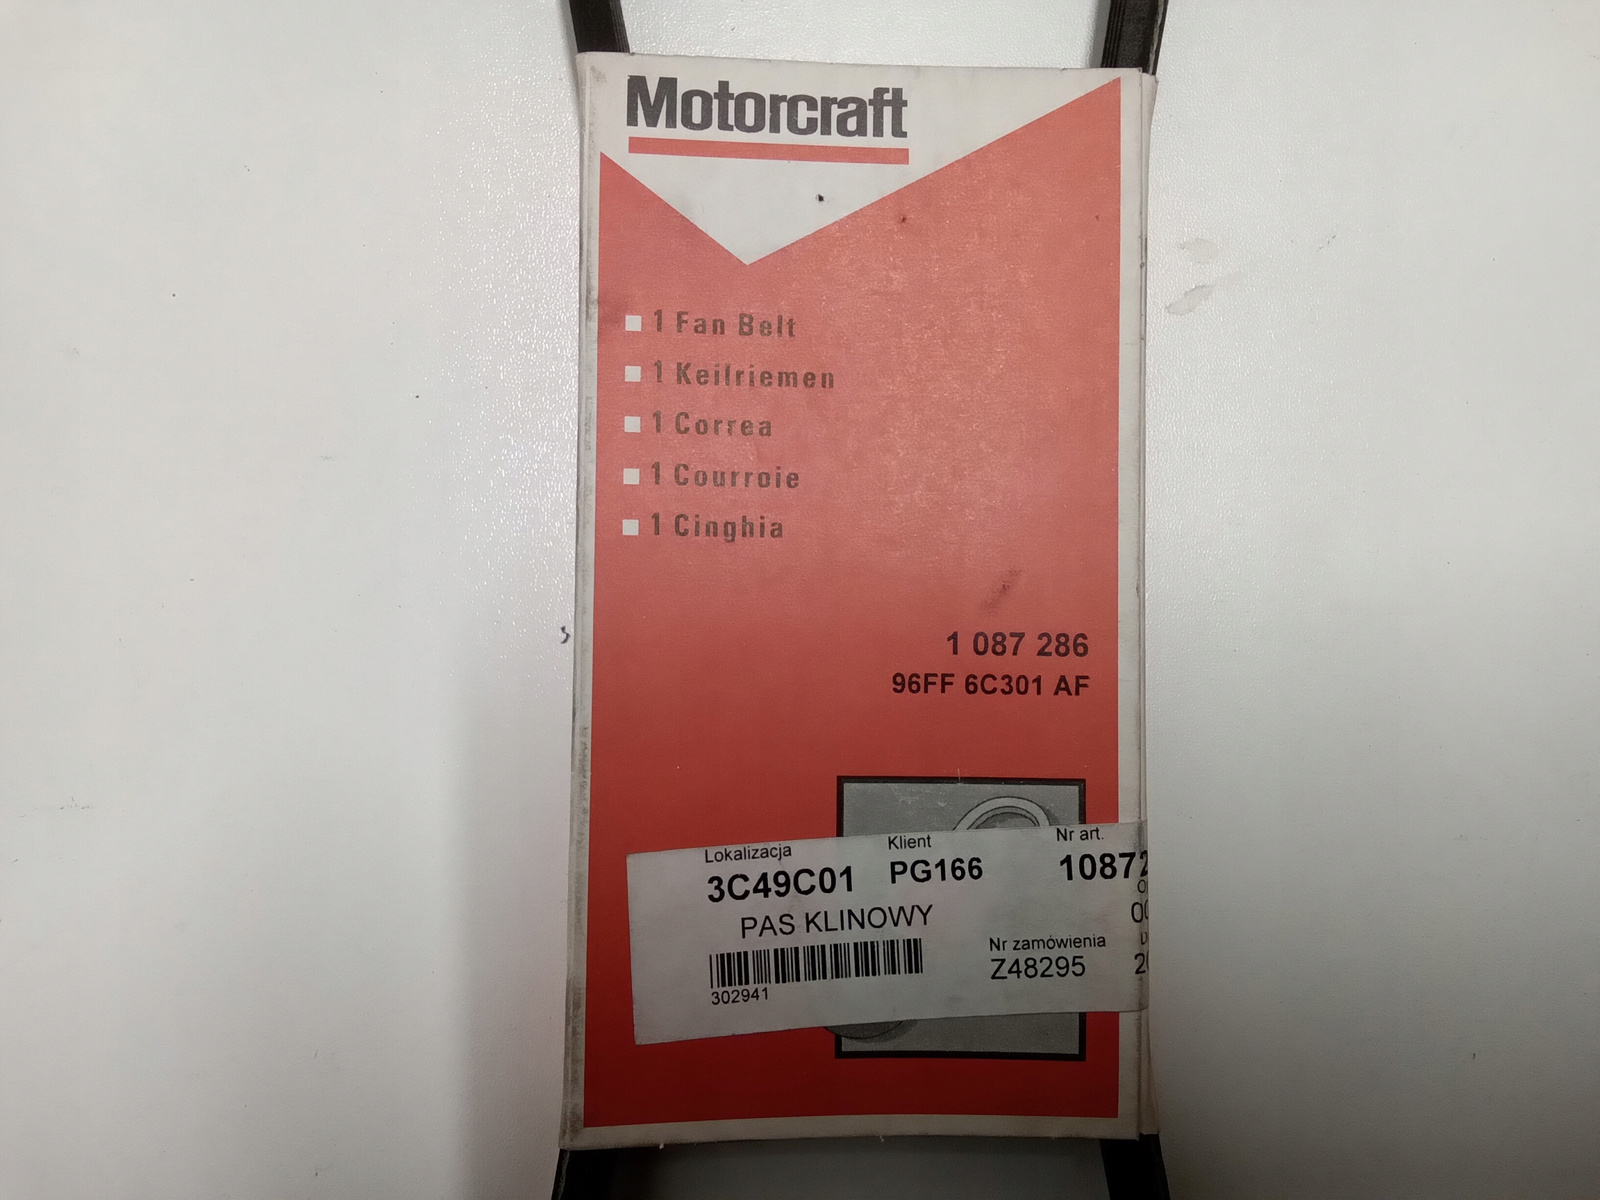 Motorcraft
1 Fan Belt
1 Keilriemen
1 Correa
1 Courroie
1 Cinghia
1 087 286
96FF 6C301 AF
Lokalizacja Klient Nr art.
3C49C01 PG166 10872
PAS KLINOWY
Nr zamówienia
Z48295
302941